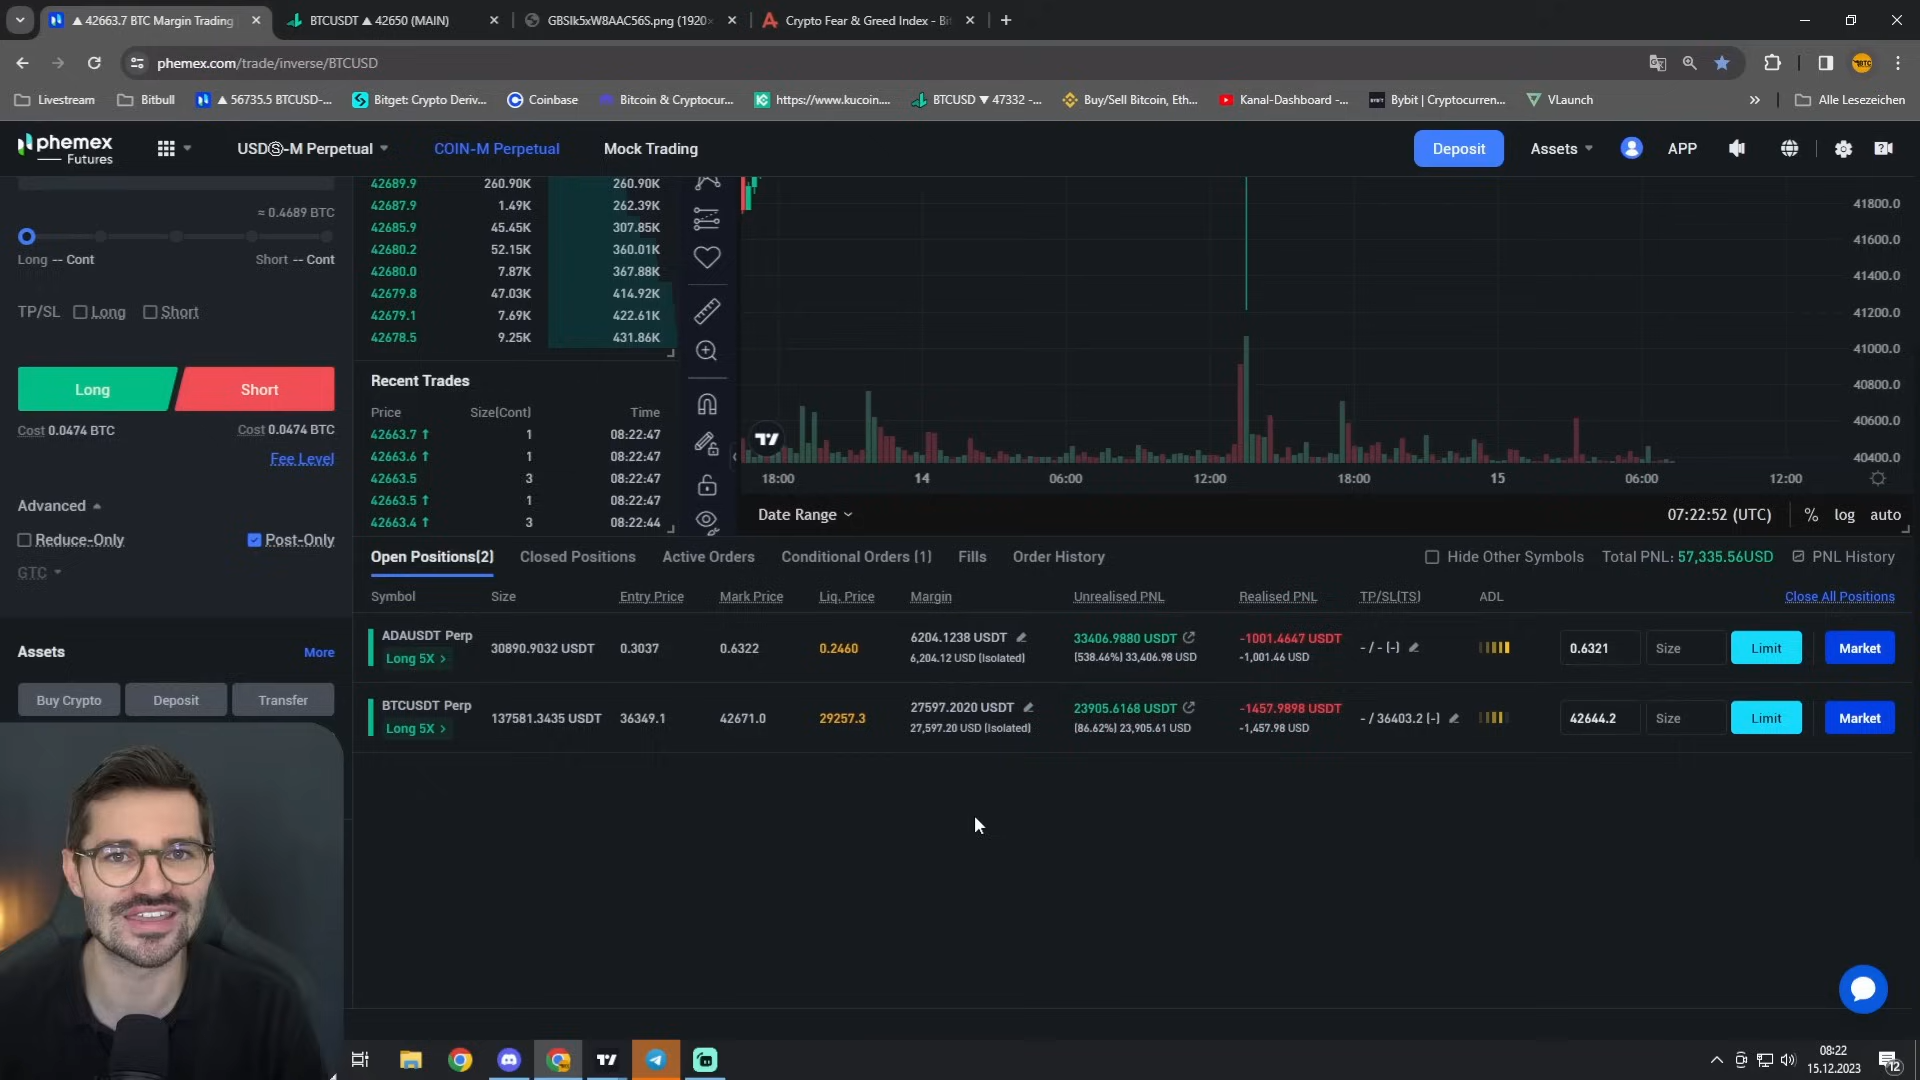 ▲ 42663.7 BTC Margin Trading
BTCUSDT ▲ 42650 (MAIN)
GBSIk5xW8AAC56S.png (1920×
Crypto Fear & Greed Index - Bit
phemex.com/trade/inverse/BTCUSD
Livestream
Bitbull
▲ 56735.5 BTCUSD-...
Bitget: Crypto Deriv...
Coinbase
Bitcoin & Cryptocur...
https://www.kucoin....
BTCUSD ▼ 47332 -...
Buy/Sell Bitcoin, Eth...
Kanal-Dashboard -...
Bybit | Cryptocurren...
VLaunch
»
Alle Lesezeichen
phemex
Futures
USDⓈ-M Perpetual
COIN-M Perpetual
Mock Trading
Deposit
Assets
APP
≈ 0.4689 BTC
Long -- Cont
Short -- Cont
TP/SL
Long
Short
Long
Short
Cost 0.0474 BTC
Cost 0.0474 BTC
Fee Level
Advanced
Reduce-Only
Post-Only
GTC
Assets
More
Buy Crypto
Deposit
Transfer
42689.9 260.90K 260.90K
42687.9 1.49K 262.39K
42685.9 45.45K 307.85K
42680.2 52.15K 360.01K
42680.0 7.87K 367.88K
42679.8 47.03K 414.92K
42679.1 7.69K 422.61K
42678.5 9.25K 431.86K
Recent Trades
Price Size(Cont) Time
42663.7 ↑ 1 08:22:47
42663.6 ↑ 1 08:22:47
42663.5 3 08:22:47
42663.5 ↑ 1 08:22:47
42663.4 ↑ 3 08:22:44
41800.0
41600.0
41400.0
41200.0
41000.0
40800.0
40600.0
40400.0
18:00 14 06:00 12:00 18:00 15 06:00 12:00
Date Range
07:22:52 (UTC)
%
log
auto
Open Positions(2)
Closed Positions
Active Orders
Conditional Orders (1)
Fills
Order History
Hide Other Symbols
Total PNL: 57,335.56USD
PNL History
Symbol Size Entry Price Mark Price Liq. Price Margin Unrealised PNL Realised PNL TP/SL(TS) ADL Close All Positions
ADAUSDT Perp
Long 5X >
30890.9032 USDT 0.3037 0.6322 0.2460
6204.1238 USDT
6,204.12 USD (Isolated)
33406.9880 USDT
(538.46%) 33,406.98 USD
-1001.4647 USDT
-1,001.46 USD
- / - (-)
0.6321 Size Limit Market
BTCUSDT Perp
Long 5X >
137581.3435 USDT 36349.1 42671.0 29257.3
27597.2020 USDT
27,597.20 USD (Isolated)
23905.6168 USDT
(86.62%) 23,905.61 USD
-1457.9898 USDT
-1,457.98 USD
- / 36403.2 (-)
42644.2 Size Limit Market
08:22
15.12.2023
12